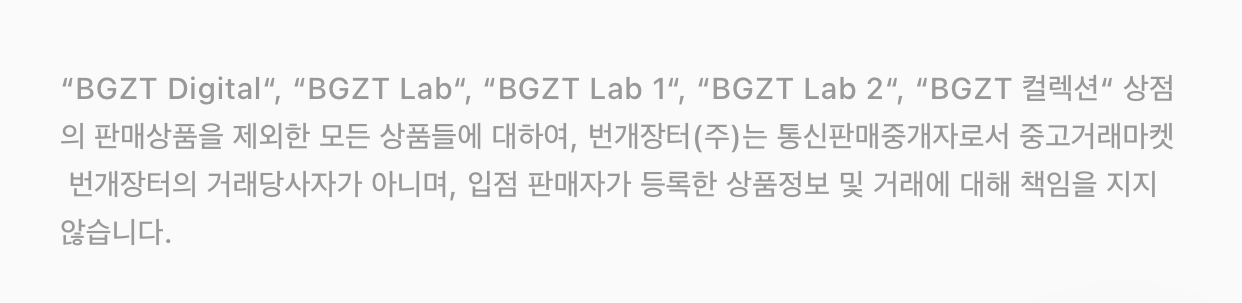 “BGZT Digital“, “BGZT Lab“, “BGZT Lab 1“, “BGZT Lab 2“, “BGZT 컬렉션“ 상점
의 판매상품을 제외한 모든 상품들에 대하여, 번개장터(주)는 통신판매중개자로서 중고거래마켓
번개장터의 거래당사자가 아니며, 입점 판매자가 등록한 상품정보 및 거래에 대해 책임을 지지
않습니다.